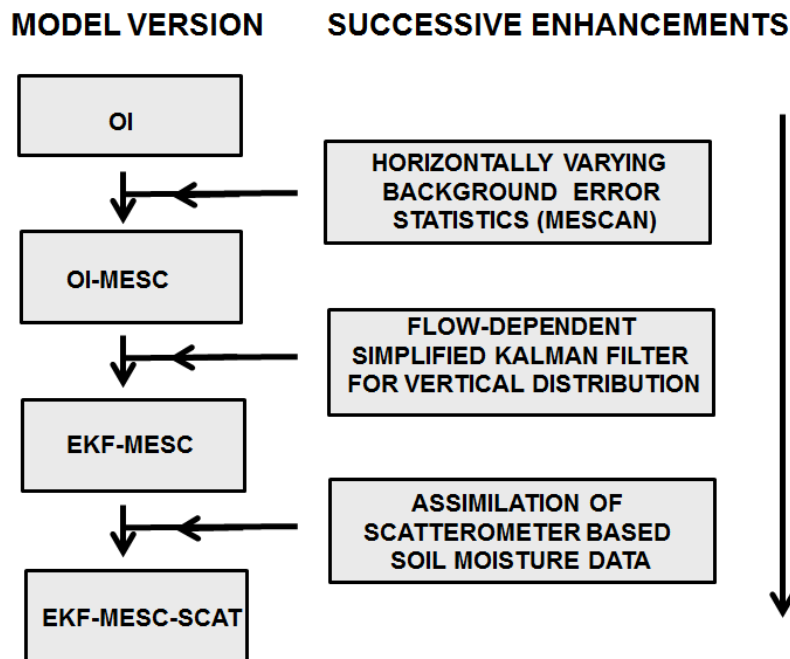 MODEL VERSION
SUCCESSIVE ENHANCEMENTS
OI
HORIZONTALLY VARYING
BACKGROUND ERROR
STATISTICS (MESCAN)
OI-MESC
FLOW-DEPENDENT
SIMPLIFIED KALMAN FILTER
FOR VERTICAL DISTRIBUTION
EKF-MESC
ASSIMILATION OF
SCATTEROMETER BASED
SOIL MOISTURE DATA
EKF-MESC-SCAT